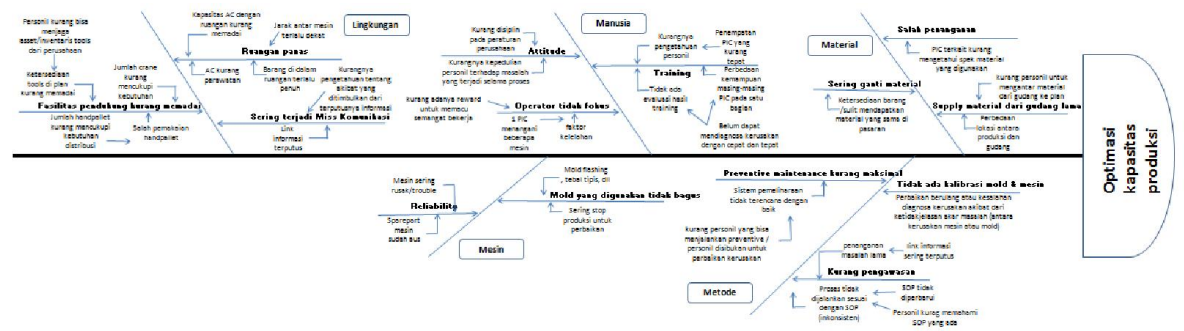 Personil kurang bisa
menjaga
asset/inventaris tools
dari perusahaan
Ketersediaan
tools di plan
kurang memadai
Jumlah crane
kurang
mencukupi
kebutuhan
Fasilitas pendukung kurang memadai
Jumlah handpallet
kurang mencukupi
kebutuhan
distribusi
Salah pemakaian
handpallet
Kapasitas AC dengan
ruangan kurang
memadai
Jarak antar mesin
terlalu dekat
Ruangan panas
AC kurang
perawatan
Barang di dalam
ruangan terlalu
penuh
Lingkungan
Kurangnya
pengetahuan tentang
akibat yang
ditimbulkan dari
terputusnya informasi
Sering terjadi Miss Komunikasi
Link
informasi
terputus
Manusia
Kurang disiplin
pada peraturan
perusahaan
Attitude
Kurangnya kepedulian
personil terhadap masalah
yang terjadi selama proses
kurang adanya reward
untuk memacu
semangat bekerja
Operator tidak fokus
1 PIC
menangani
beberapa
mesin
faktor
kelelahan
Kurangnya
pengetahuan
personil
Penempatan
PIC yang
kurang
tepat
Training
Tidak ada
evaluasi hasil
training
Perbedaan
kemampuan
masing-masing
PIC pada satu
bagian
Belum dapat
mendiagnosa kerusakan
dengan cepat dan tepat
Material
Salah penanganan
PIC terkait kurang
mengetahui spek material
yang digunakan
Sering ganti material
Ketersediaan barang
/sulit mendapatkan
material yang sama di
pasaran
kurang personil untuk
mengantar material
dari gudang ke plan
Supply material dari gudang lama
Perbedaan
lokasi antara
produksi dan
gudang
Optimasi
kapasitas
produksi
Mesin sering
rusak/trouble
Reliability
Sparepart
mesin
sudah aus
Mold flashing
, tebal tipis, dll
Mold yang digunakan tidak bagus
Sering stop
produksi untuk
perbaikan
Mesin
Preventive maintenance kurang maksimal
Sistem pemeliharaan
tidak terencana dengan
baik
kurang personil yang bisa
menjalankan preventive /
personil disibukan untuk
perbaikan kerusakan
Tidak ada kalibrasi mold & mesin
Perbaikan berulang atau kesalahan
diagnosa kerusakan akibat dari
ketidakjelasan akar masalah (antara
kerusakan mesin atau mold)
penanganan
masalah lama
link informasi
sering terputus
Kurang pengawasan
Proses tidak
dijalankan sesuai
dengan SOP
(inkonsisten)
SOP tidak
diperbarui
Personil kurag memahami
SOP yang ada
Metode